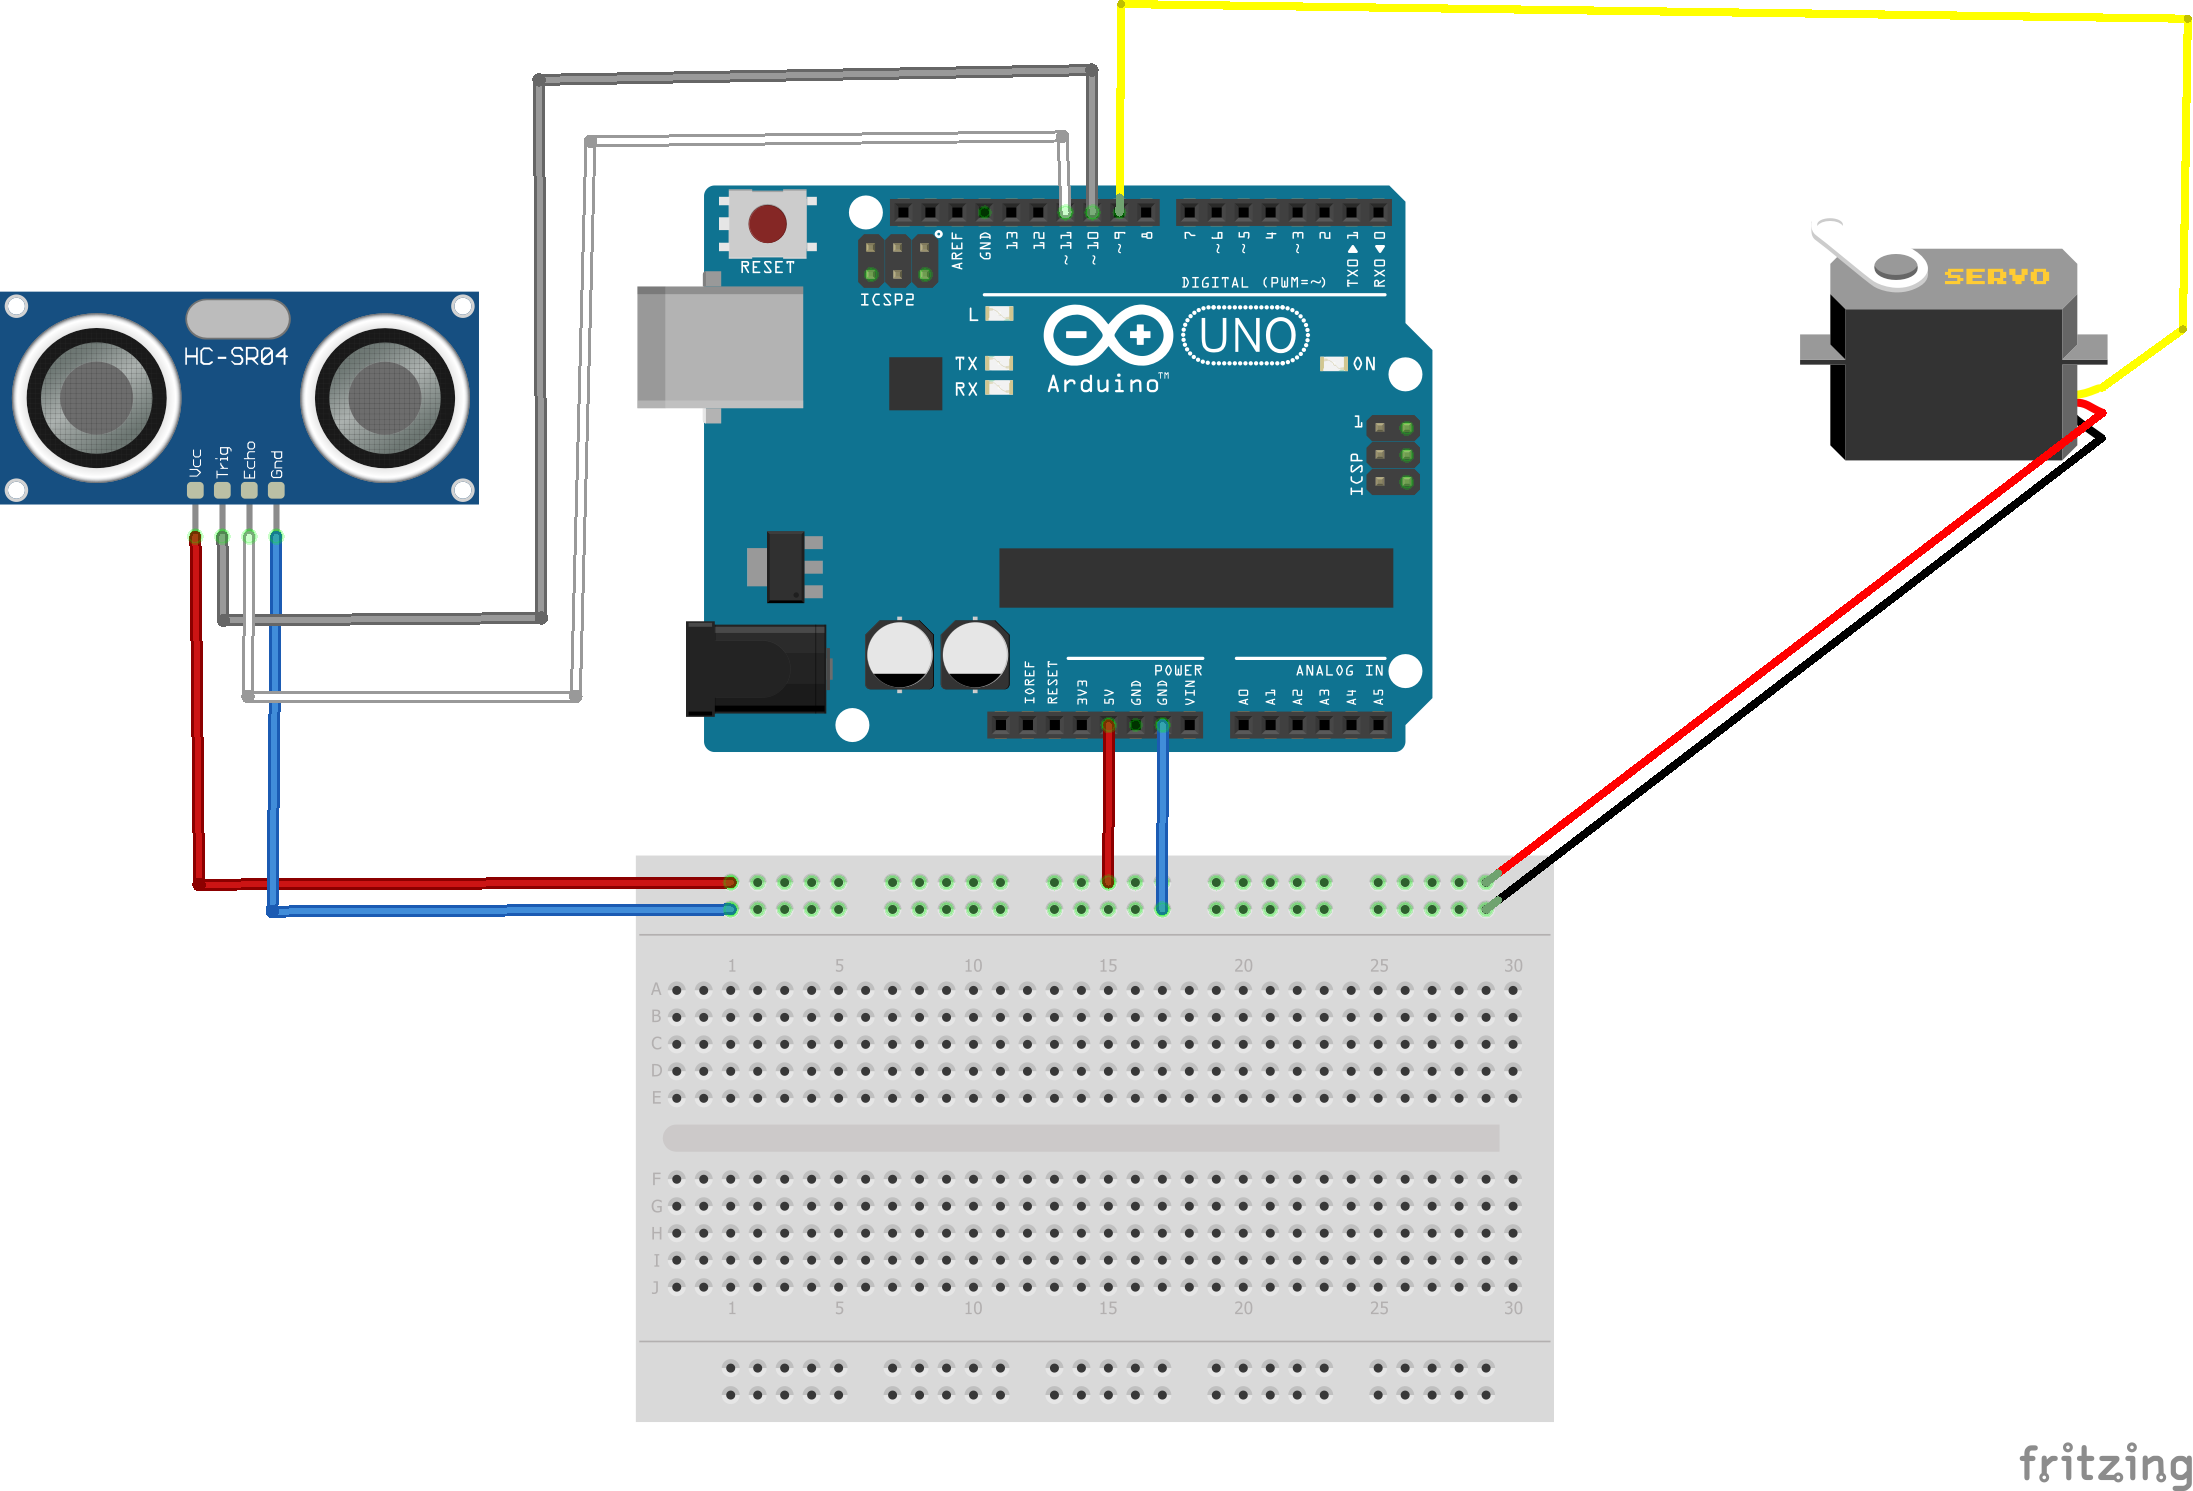 HC-SR04
Vcc
Trig
Echo
Gnd
RESET
ICSP2
AREF
GND
13
12
~11
~10
~9
8
7
~6
~5
4
~3
2
TX0▶1
RX0◀0
DIGITAL (PWM=~)
L
TX
RX
UNO
Arduino™
ON
1
ICSP
IOREF
RESET
3V3
5V
GND
GND
VIN
POWER
ANALOG IN
A0
A1
A2
A3
A4
A5
SERVO
1 5 10 15 20 25 30
A
B
C
D
E
F
G
H
I
J
1 5 10 15 20 25 30
fritzing